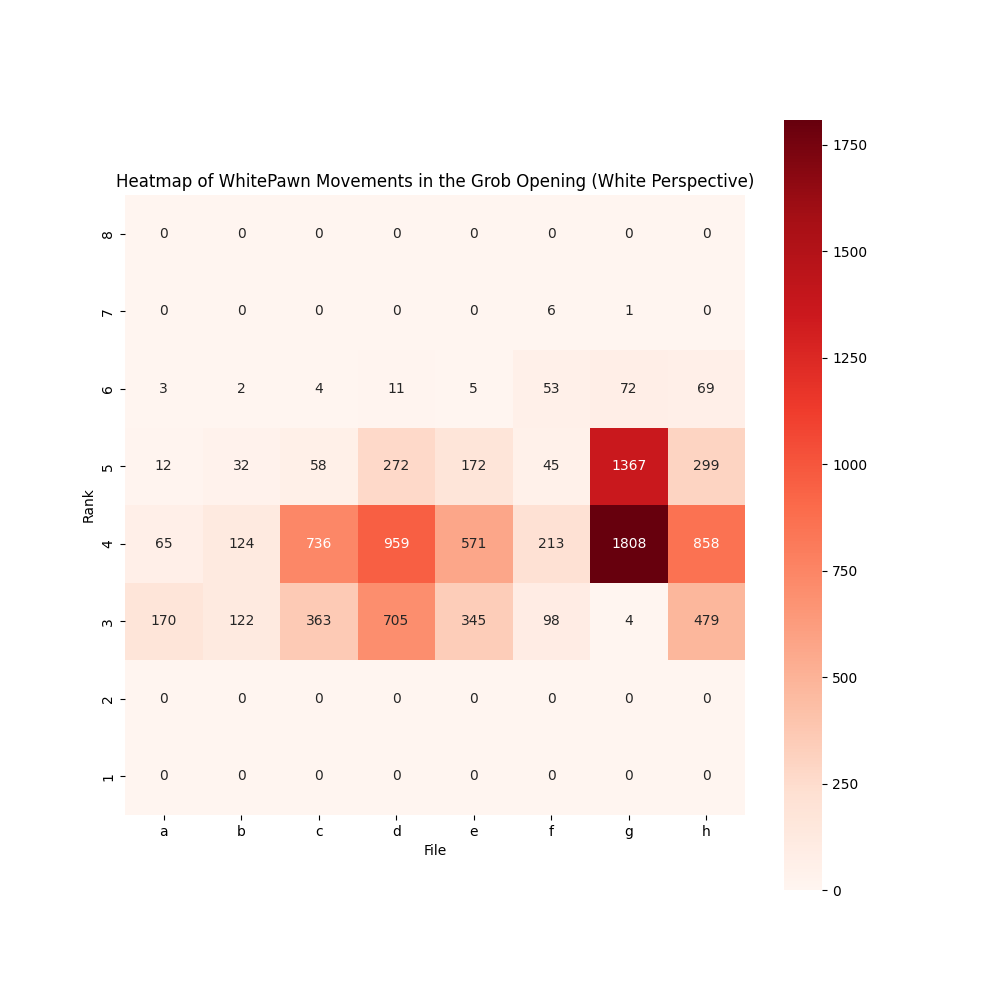 Heatmap of WhitePawn Movements in the Grob Opening (White Perspective)
8 0 0 0 0 0 0 0 0
7 0 0 0 0 0 6 1 0
6 3 2 4 11 5 53 72 69
5 12 32 58 272 172 45 1367 299
Rank
4 65 124 736 959 571 213 1808 858
3 170 122 363 705 345 98 4 479
2 0 0 0 0 0 0 0 0
1 0 0 0 0 0 0 0 0
a b c d e f g h
File
1750
1500
1250
1000
750
500
250
0